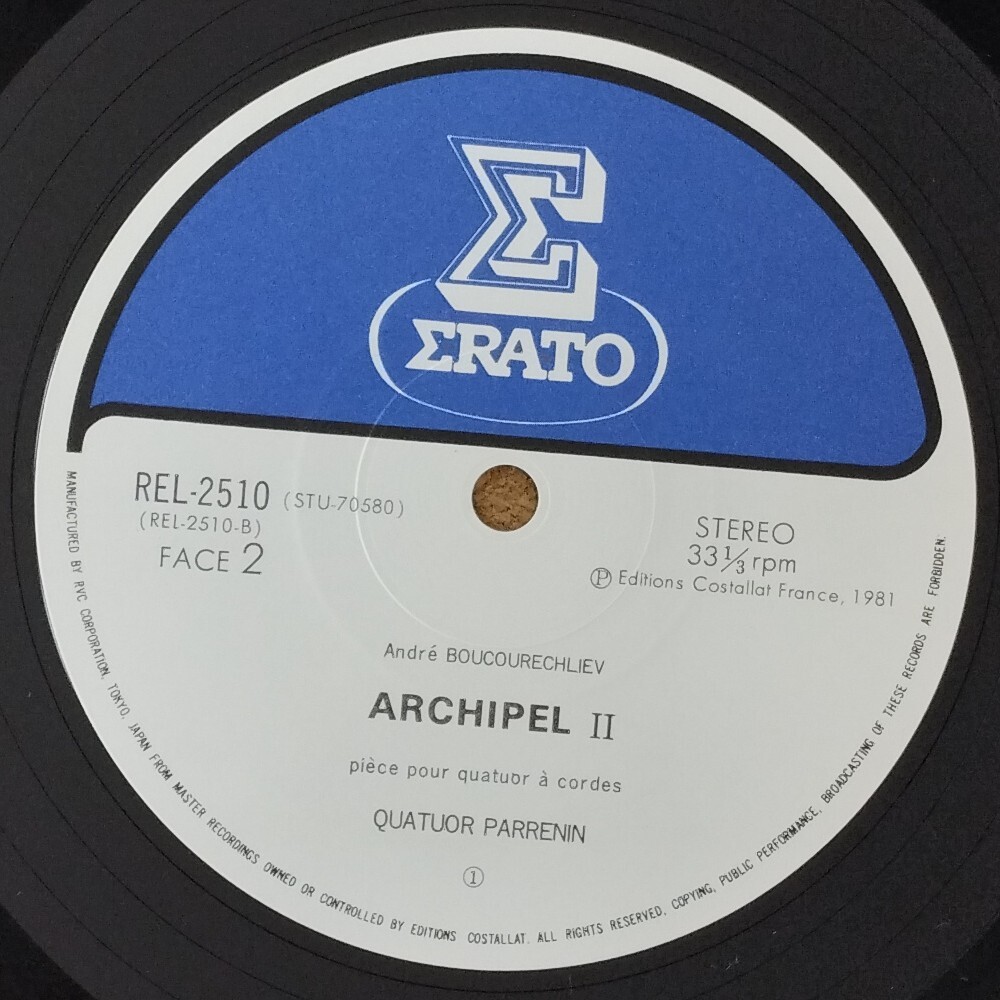 Σ
ΣRATO
REL-2510 (STU-70580)
(REL-2510-B)
FACE 2
STEREO
33 1/3 rpm
Ⓟ Editions Costallat France, 1981
André BOUCOURECHLIEV
ARCHIPEL II
pièce pour quatuor à cordes
QUATUOR PARRENIN
①
MANUFACTURED BY RVC CORPORATION, TOKYO, JAPAN FROM MASTER RECORDINGS OWNED OR CONTROLLED BY EDITIONS COSTALLAT. ALL RIGHTS RESERVED. COPYING, PUBLIC PERFORMANCE, BROADCASTING OF THESE RECORDS ARE FORBIDDEN.